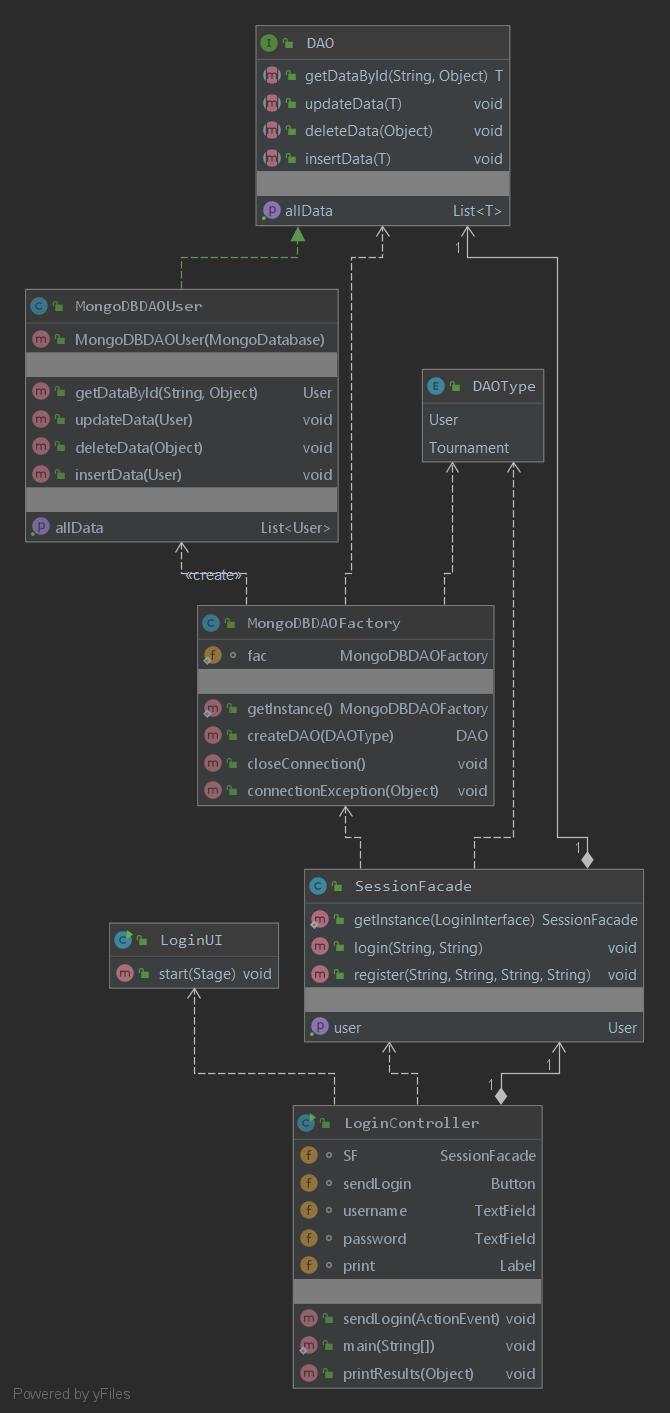 DAO
getDataById(String, Object) T
updateData(T) void
deleteData(Object) void
insertData(T) void
allData List<T>
1
MongoDBDAOUser
MongoDBDAOUser(MongoDatabase)
getDataById(String, Object) User
updateData(User) void
deleteData(Object) void
insertData(User) void
allData List<User>
DAOType
User
Tournament
«create»
MongoDBDAOFactory
fac MongoDBDAOFactory
getInstance() MongoDBDAOFactory
createDAO(DAOType) DAO
closeConnection() void
connectionException(Object) void
1
SessionFacade
getInstance(LoginInterface) SessionFacade
login(String, String) void
register(String, String, String, String) void
user User
LoginUI
start(Stage) void
1
1
LoginController
SF SessionFacade
sendLogin Button
username TextField
password TextField
print Label
sendLogin(ActionEvent) void
main(String[]) void
printResults(Object) void
Powered by yFiles